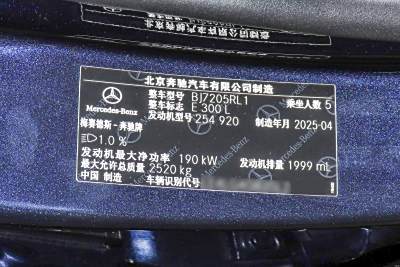 北京奔驰汽车有限公司制造
整车型号 BJ7205RL1 乘坐人数 5
Mercedes-Benz 整车标志 E 300 L
发动机型号 254 920 制造年月 2025-04
梅赛德斯-奔驰牌
1.0 %
发动机最大净功率 190 kW 发动机排量 1999 mL
最大允许总质量 2520 kg
中国 制造 车辆识别代号